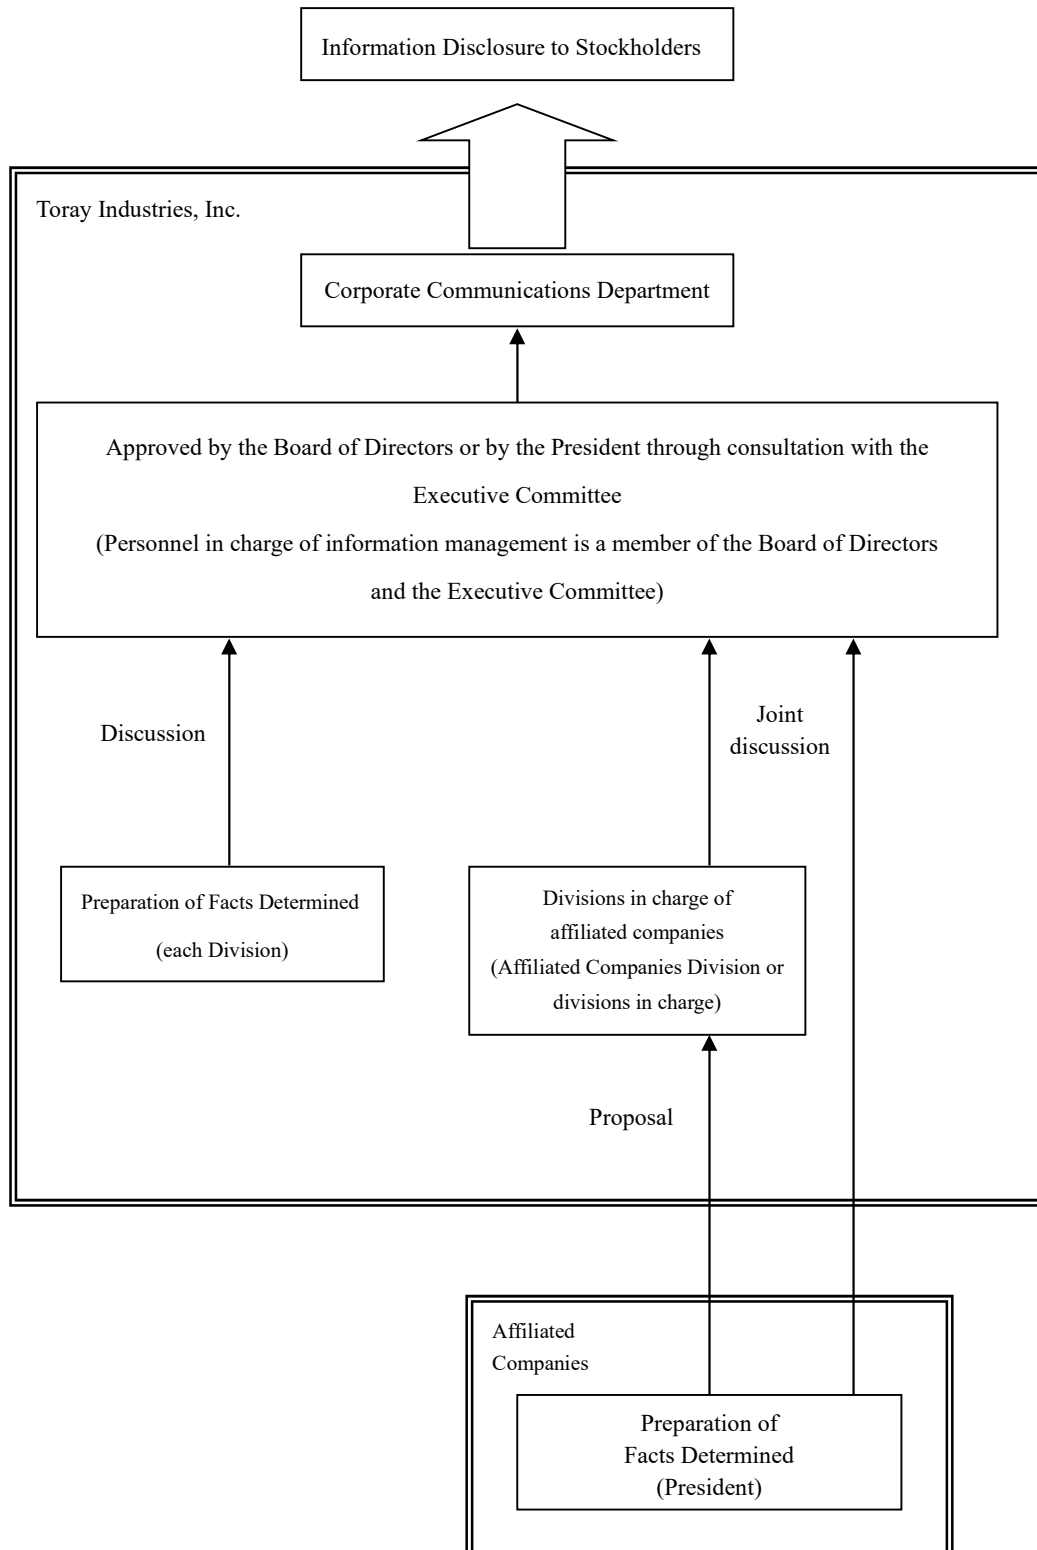 Information Disclosure to Stockholders
Toray Industries, Inc.
Corporate Communications Department
Approved by the Board of Directors or by the President through consultation with the
Executive Committee
(Personnel in charge of information management is a member of the Board of Directors
and the Executive Committee)
Discussion
Joint
discussion
Preparation of Facts Determined
(each Division)
Divisions in charge of
affiliated companies
(Affiliated Companies Division or
divisions in charge)
Proposal
Affiliated
Companies
Preparation of
Facts Determined
(President)